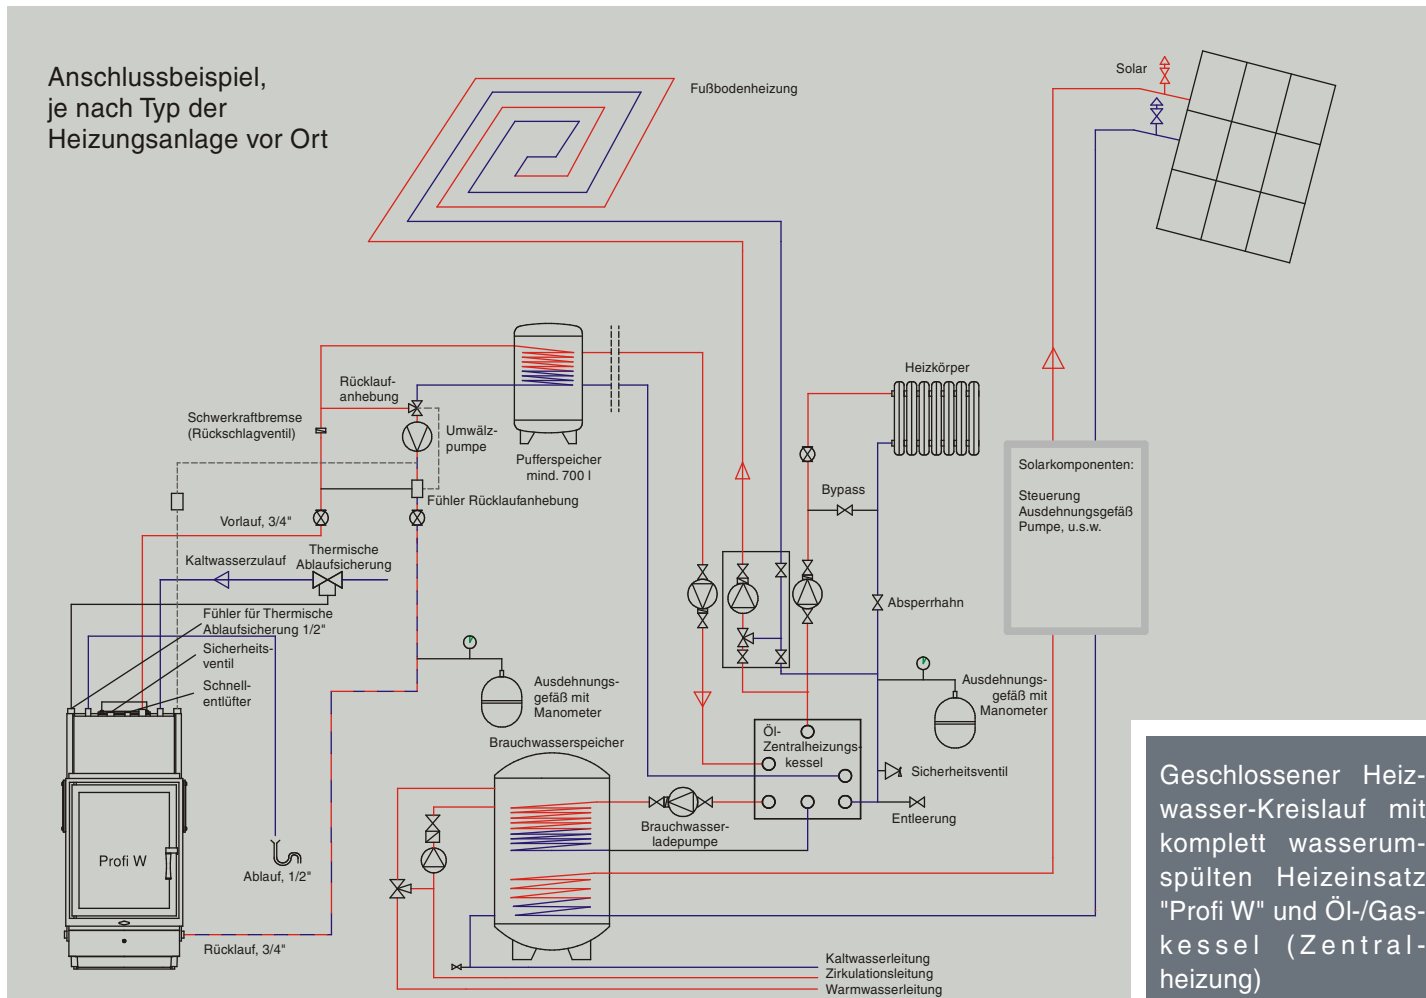 Anschlussbeispiel,
je nach Typ der
Heizungsanlage vor Ort
Fußbodenheizung
Solar
Rücklauf-
anhebung
Schwerkraftbremse
(Rückschlagventil)
Umwälz-
pumpe
Pufferspeicher
mind. 700 l
Fühler Rücklaufanhebung
Heizkörper
Bypass
Solarkomponenten:
Steuerung
Ausdehnungsgefäß
Pumpe, u.s.w.
Vorlauf, 3/4"
Kaltwasserzulauf
Thermische
Ablaufsicherung
Fühler für Thermische
Ablaufsicherung 1/2"
Sicherheits-
ventil
Schnell-
entlüfter
Absperrhahn
Ausdehnungs-
gefäß mit
Manometer
Ausdehnungs-
gefäß mit
Manometer
Öl-
Zentralheizungs-
kessel
Brauchwasserspeicher
Sicherheitsventil
Entleerung
Brauchwasser-
ladepumpe
Profi W
Ablauf, 1/2"
Rücklauf, 3/4"
Kaltwasserleitung
Zirkulationsleitung
Warmwasserleitung
Geschlossener Heiz-
wasser-Kreislauf mit
komplett wasserum-
spülten Heizeinsatz
"Profi W" und Öl-/Gas-
kessel (Zentral-
heizung)